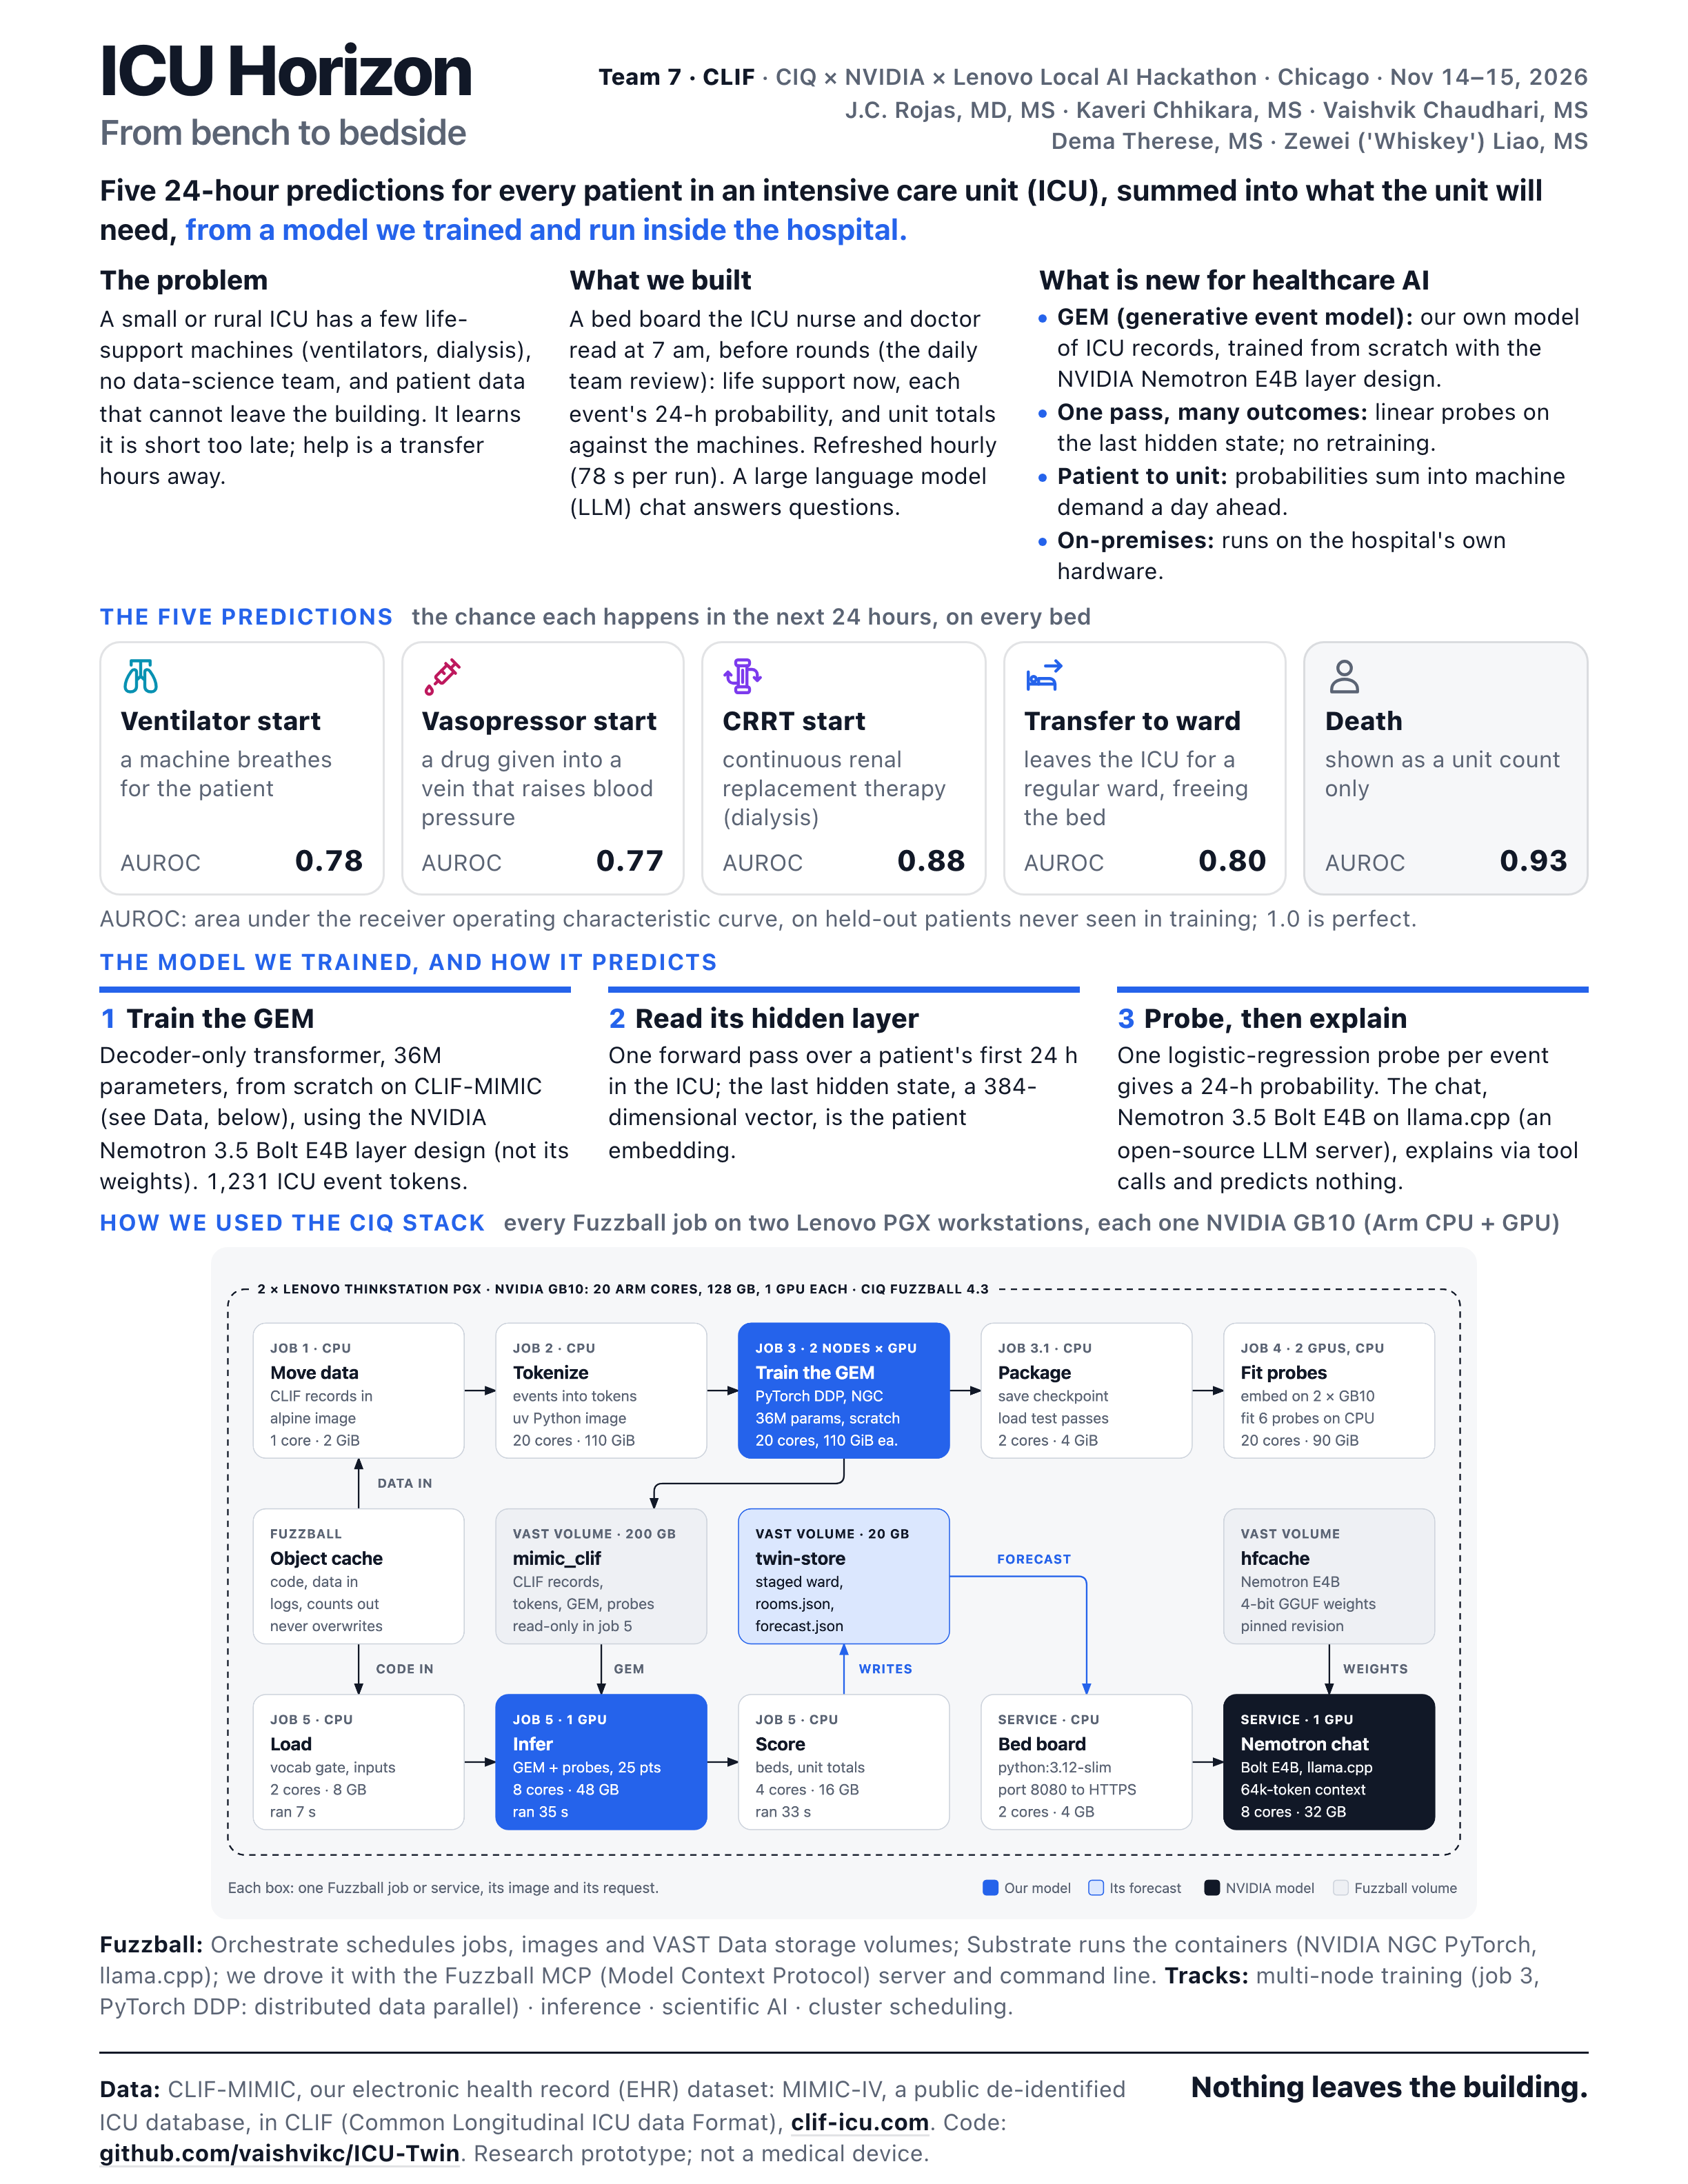 ICU Horizon
From bench to bedside
Team 7 · CLIF · CIQ × NVIDIA × Lenovo Local AI Hackathon · Chicago · Nov 14–15, 2026
J.C. Rojas, MD, MS · Kaveri Chhikara, MS · Vaishvik Chaudhari, MS
Dema Therese, MS · Zewei ('Whiskey') Liao, MS
Five 24-hour predictions for every patient in an intensive care unit (ICU), summed into what the unit will
need, from a model we trained and run inside the hospital.
The problem
A small or rural ICU has a few life-
support machines (ventilators, dialysis),
no data-science team, and patient data
that cannot leave the building. It learns
it is short too late; help is a transfer
hours away.
What we built
A bed board the ICU nurse and doctor
read at 7 am, before rounds (the daily
team review): life support now, each
event's 24-h probability, and unit totals
against the machines. Refreshed hourly
(78 s per run). A large language model
(LLM) chat answers questions.
What is new for healthcare AI
• GEM (generative event model): our own model
of ICU records, trained from scratch with the
NVIDIA Nemotron E4B layer design.
• One pass, many outcomes: linear probes on
the last hidden state; no retraining.
• Patient to unit: probabilities sum into machine
demand a day ahead.
• On-premises: runs on the hospital's own
hardware.
THE FIVE PREDICTIONS the chance each happens in the next 24 hours, on every bed
Ventilator start
a machine breathes
for the patient
AUROC 0.78
Vasopressor start
a drug given into a
vein that raises blood
pressure
AUROC 0.77
CRRT start
continuous renal
replacement therapy
(dialysis)
AUROC 0.88
Transfer to ward
leaves the ICU for a
regular ward, freeing
the bed
AUROC 0.80
Death
shown as a unit count
only
AUROC 0.93
AUROC: area under the receiver operating characteristic curve, on held-out patients never seen in training; 1.0 is perfect.
THE MODEL WE TRAINED, AND HOW IT PREDICTS
1 Train the GEM
Decoder-only transformer, 36M
parameters, from scratch on CLIF-MIMIC
(see Data, below), using the NVIDIA
Nemotron 3.5 Bolt E4B layer design (not its
weights). 1,231 ICU event tokens.
2 Read its hidden layer
One forward pass over a patient's first 24 h
in the ICU; the last hidden state, a 384-
dimensional vector, is the patient
embedding.
3 Probe, then explain
One logistic-regression probe per event
gives a 24-h probability. The chat,
Nemotron 3.5 Bolt E4B on llama.cpp (an
open-source LLM server), explains via tool
calls and predicts nothing.
HOW WE USED THE CIQ STACK every Fuzzball job on two Lenovo PGX workstations, each one NVIDIA GB10 (Arm CPU + GPU)
2 × LENOVO THINKSTATION PGX · NVIDIA GB10: 20 ARM CORES, 128 GB, 1 GPU EACH · CIQ FUZZBALL 4.3
JOB 1 · CPU
Move data
CLIF records in
alpine image
1 core · 2 GiB
JOB 2 · CPU
Tokenize
events into tokens
uv Python image
20 cores · 110 GiB
JOB 3 · 2 NODES × GPU
Train the GEM
PyTorch DDP, NGC
36M params, scratch
20 cores, 110 GiB ea.
JOB 3.1 · CPU
Package
save checkpoint
load test passes
2 cores · 4 GiB
JOB 4 · 2 GPUS, CPU
Fit probes
embed on 2 × GB10
fit 6 probes on CPU
20 cores · 90 GiB
DATA IN
FUZZBALL
Object cache
code, data in
logs, counts out
never overwrites
VAST VOLUME · 200 GB
mimic_clif
CLIF records,
tokens, GEM, probes
read-only in job 5
VAST VOLUME · 20 GB
twin-store
staged ward,
rooms.json,
forecast.json
FORECAST
VAST VOLUME
hfcache
Nemotron E4B
4-bit GGUF weights
pinned revision
CODE IN
GEM
WRITES
WEIGHTS
JOB 5 · CPU
Load
vocab gate, inputs
2 cores · 8 GB
ran 7 s
JOB 5 · 1 GPU
Infer
GEM + probes, 25 pts
8 cores · 48 GB
ran 35 s
JOB 5 · CPU
Score
beds, unit totals
4 cores · 16 GB
ran 33 s
SERVICE · CPU
Bed board
python:3.12-slim
port 8080 to HTTPS
2 cores · 4 GB
SERVICE · 1 GPU
Nemotron chat
Bolt E4B, llama.cpp
64k-token context
8 cores · 32 GB
Each box: one Fuzzball job or service, its image and its request.
Our model Its forecast NVIDIA model Fuzzball volume
Fuzzball: Orchestrate schedules jobs, images and VAST Data storage volumes; Substrate runs the containers (NVIDIA NGC PyTorch,
llama.cpp); we drove it with the Fuzzball MCP (Model Context Protocol) server and command line. Tracks: multi-node training (job 3,
PyTorch DDP: distributed data parallel) · inference · scientific AI · cluster scheduling.
Data: CLIF-MIMIC, our electronic health record (EHR) dataset: MIMIC-IV, a public de-identified
ICU database, in CLIF (Common Longitudinal ICU data Format), clif-icu.com. Code:
github.com/vaishvikc/ICU-Twin. Research prototype; not a medical device.
Nothing leaves the building.